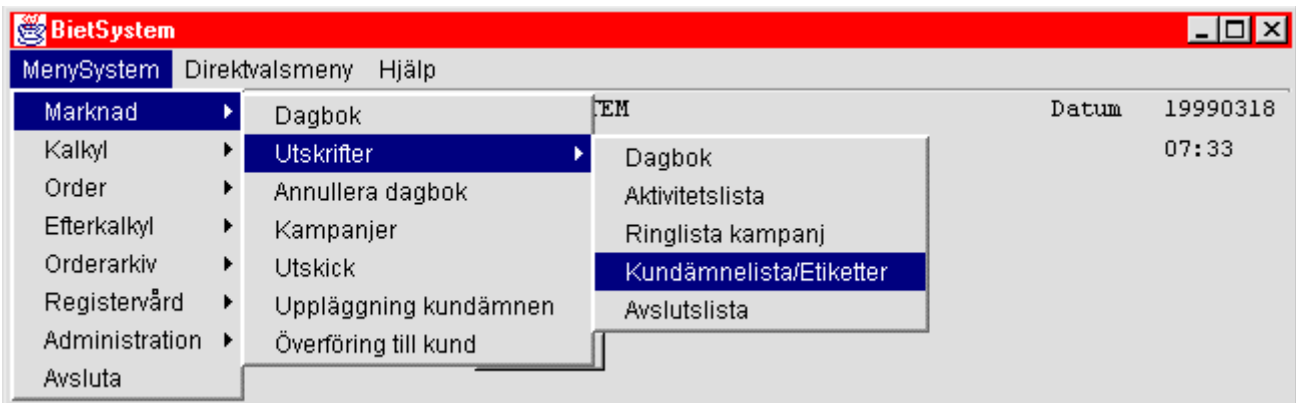 BietSystem
MenySystem Direktvalsmeny Hjälp
TEM Datum 19990318
07:33
Marknad
Kalkyl
Order
Efterkalkyl
Orderarkiv
Registervård
Administration
Avsluta
Dagbok
Utskrifter
Annullera dagbok
Kampanjer
Utskick
Uppläggning kundämnen
Överföring till kund
Dagbok
Aktivitetslista
Ringlista kampanj
Kundämnelista/Etiketter
Avslutslista